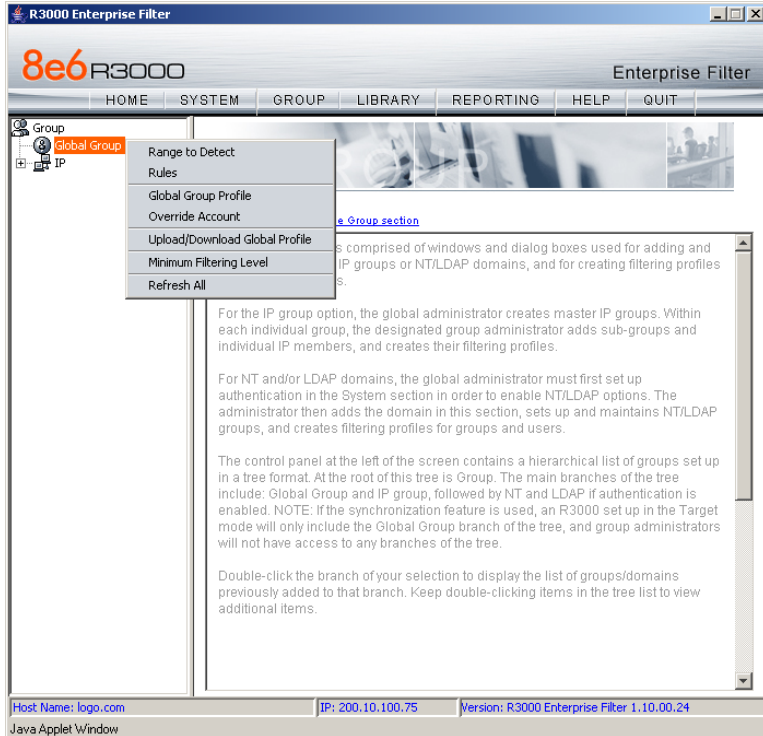 R3000 Enterprise Filter
8e6 R3000
Enterprise Filter
HOME SYSTEM GROUP LIBRARY REPORTING HELP QUIT
Group
Global Group
IP
Range to Detect
Rules
Global Group Profile
Override Account
Upload/Download Global Profile
Minimum Filtering Level
Refresh All
Group section
comprised of windows and dialog boxes used for adding and
IP groups or NT/LDAP domains, and for creating filtering profiles
For the IP group option, the global administrator creates master IP groups. Within
each individual group, the designated group administrator adds sub-groups and
individual IP members, and creates their filtering profiles.
For NT and/or LDAP domains, the global administrator must first set up
authentication in the System section in order to enable NT/LDAP options. The
administrator then adds the domain in this section, sets up and maintains NT/LDAP
groups, and creates filtering profiles for groups and users.
The control panel at the left of the screen contains a hierarchical list of groups set up
in a tree format. At the root of this tree is Group. The main branches of the tree
include: Global Group and IP group, followed by NT and LDAP if authentication is
enabled. NOTE: If the synchronization feature is used, an R3000 set up in the Target
mode will only include the Global Group branch of the tree, and group administrators
will not have access to any branches of the tree.
Double-click the branch of your selection to display the list of groups/domains
previously added to that branch. Keep double-clicking items in the tree list to view
additional items.
Host Name: logo.com
IP: 200.10.100.75
Version: R3000 Enterprise Filter 1.10.00.24
Java Applet Window